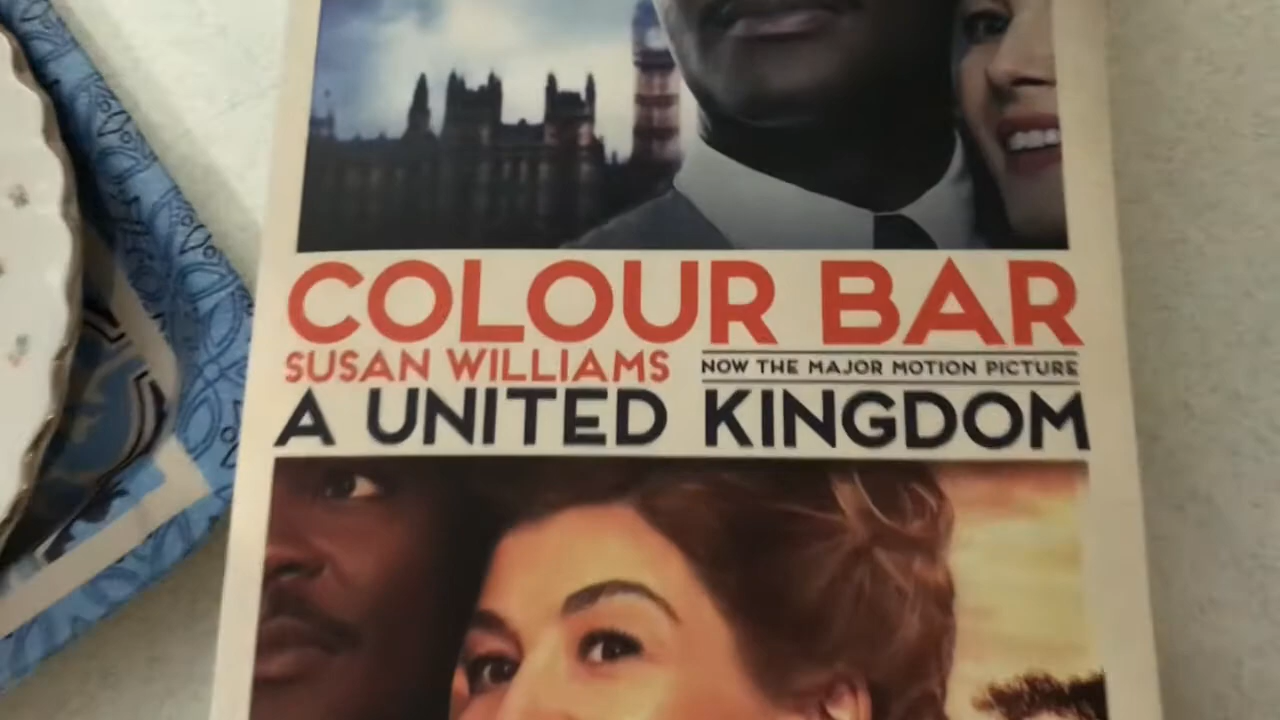 COLOUR BAR
SUSAN WILLIAMS
NOW THE MAJOR MOTION PICTURE
A UNITED KINGDOM